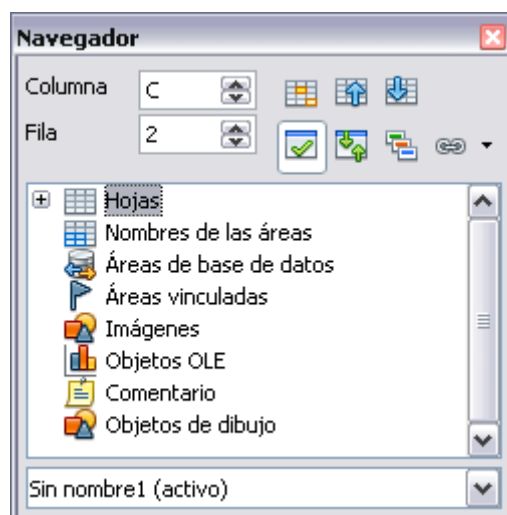 Navegador
Columna C
Fila 2
Hojas
Nombres de las áreas
Áreas de base de datos
Áreas vinculadas
Imágenes
Objetos OLE
Comentario
Objetos de dibujo
Sin nombre1 (activo)